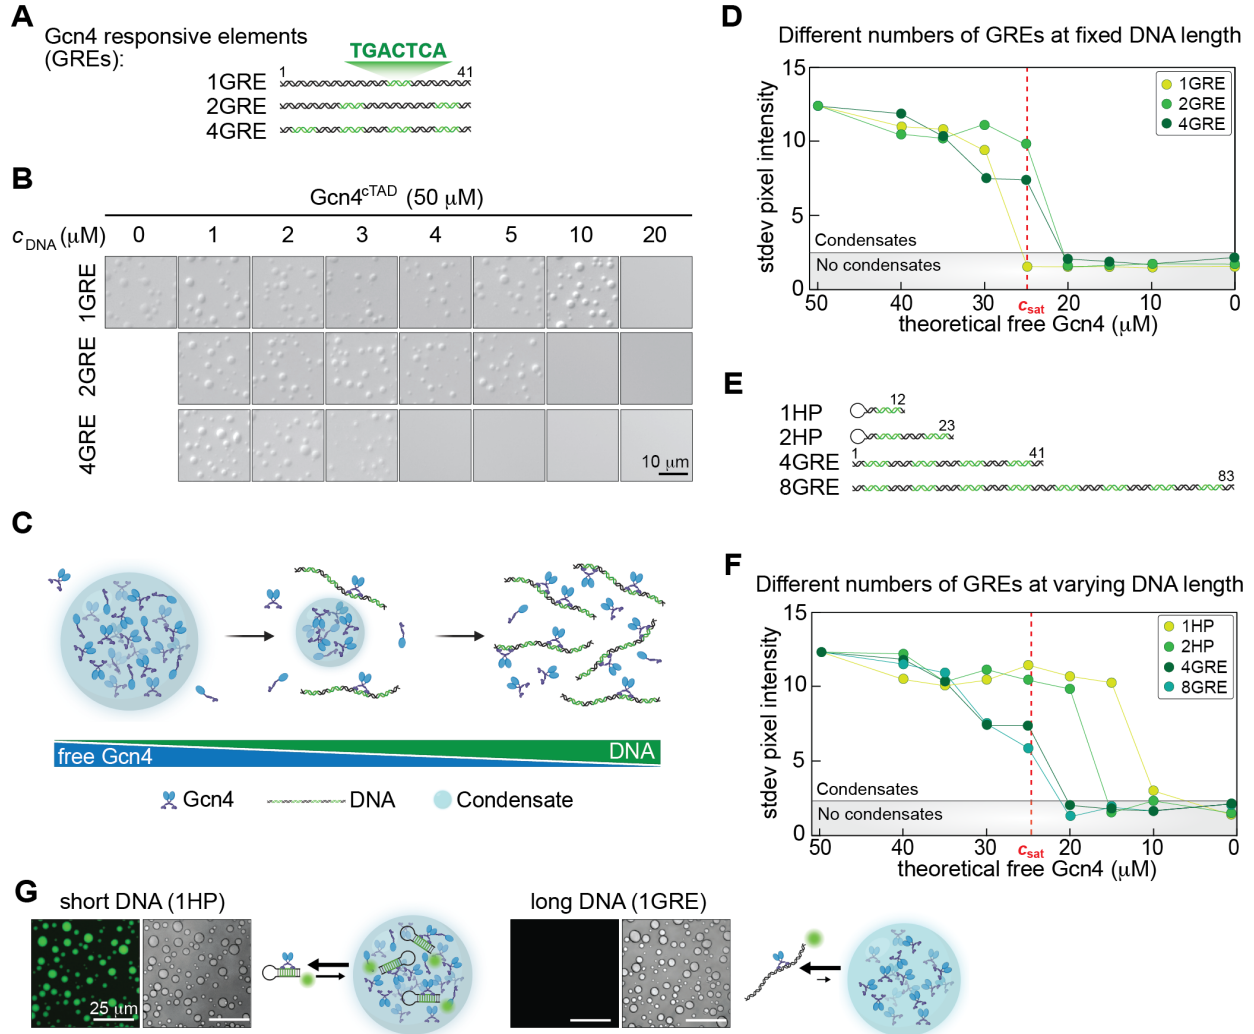 A
Gcn4 responsive elements
(GREs):
TGACTCA
1
41
1GRE
2GRE
4GRE
B
Gcn4cTAD (50 µM)
cDNA (µM)
0 1 2 3 4 5 10 20
1GRE
2GRE
4GRE
10 µm
C
free Gcn4
DNA
Gcn4
DNA
Condensate
D
Different numbers of GREs at fixed DNA length
stdev pixel intensity
15
10
5
0
1GRE
2GRE
4GRE
Condensates
No condensates
50 40 30 20 10 0
csat
theoretical free Gcn4 (µM)
E
1HP
12
2HP
23
4GRE
1
41
8GRE
83
F
Different numbers of GREs at varying DNA length
stdev pixel intensity
15
10
5
0
1HP
2HP
4GRE
8GRE
Condensates
No condensates
50 40 30 20 10 0
csat
theoretical free Gcn4 (µM)
G
short DNA (1HP)
25 µm
long DNA (1GRE)